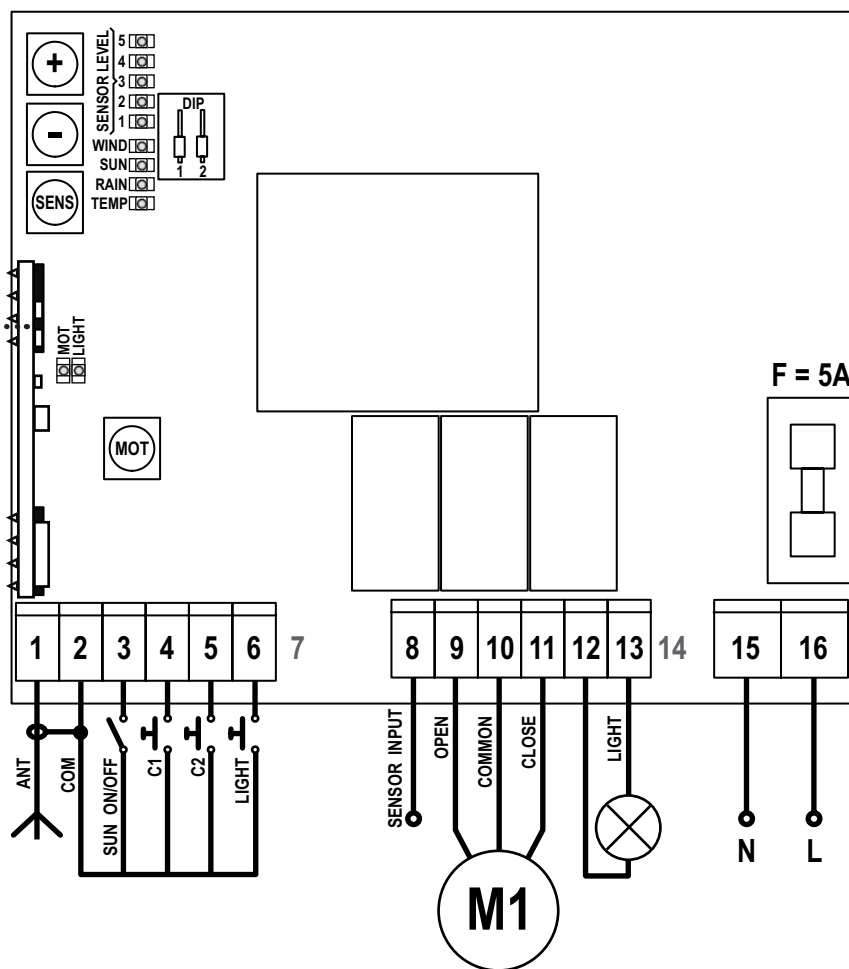 +
-
SENS
SENSOR LEVEL
5
4
3
2
1
WIND
SUN
RAIN
TEMP
DIP
1 2
MOT
LIGHT
MOT
F = 5A
1 2 3 4 5 6 7
8 9 10 11 12 13 14
15 16
ANT
COM
SUN ON/OFF
C1
C2
LIGHT
SENSOR INPUT
OPEN
COMMON
CLOSE
LIGHT
M1
N
L